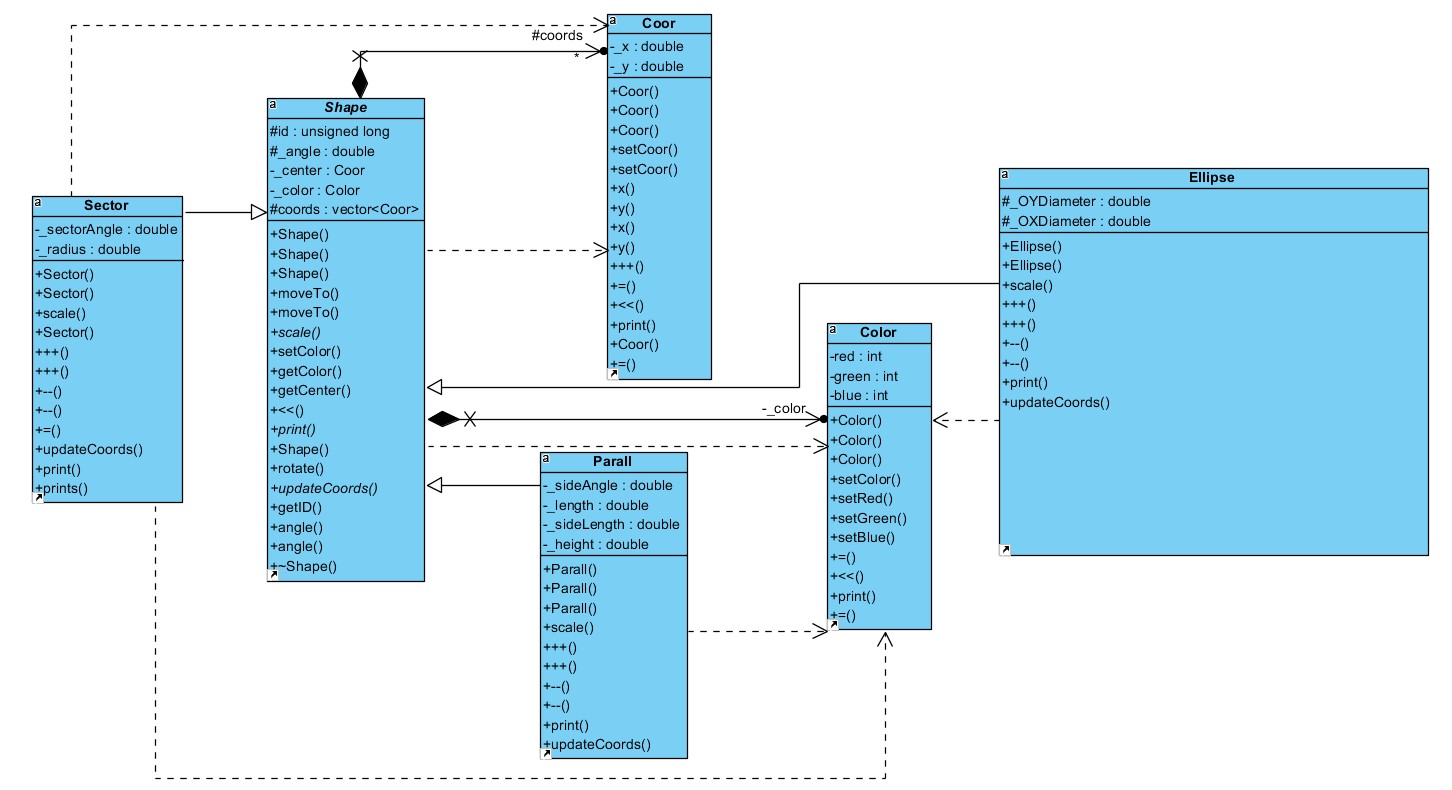 a
Coor
-_x : double
-_y : double
+Coor()
+Coor()
+Coor()
+setCoor()
+setCoor()
+x()
+y()
+x()
+y()
+++()
+=()
+<<()
+print()
+Coor()
+=()
#coords
*
a
Shape
#id : unsigned long
#_angle : double
-_center : Coor
-_color : Color
#coords : vector<Coor>
+Shape()
+Shape()
+Shape()
+moveTo()
+moveTo()
+scale()
+setColor()
+getColor()
+getCenter()
+<<()
+print()
+Shape()
+rotate()
+updateCoords()
+getID()
+angle()
+angle()
+~Shape()
a
Sector
-_sectorAngle : double
-_radius : double
+Sector()
+Sector()
+scale()
+Sector()
+++()
+++()
+--()
+--()
+=()
+updateCoords()
+print()
+prints()
a
Ellipse
#_OYDiameter : double
#_OXDiameter : double
+Ellipse()
+Ellipse()
+scale()
+++()
+++()
+--()
+--()
+print()
+updateCoords()
-_color
a
Color
-red : int
-green : int
-blue : int
+Color()
+Color()
+Color()
+setColor()
+setRed()
+setGreen()
+setBlue()
+=()
+<<()
+print()
+=()
a
Parall
-_sideAngle : double
-_length : double
-_sideLength : double
-_height : double
+Parall()
+Parall()
+Parall()
+scale()
+++()
+++()
+--()
+--()
+print()
+updateCoords()